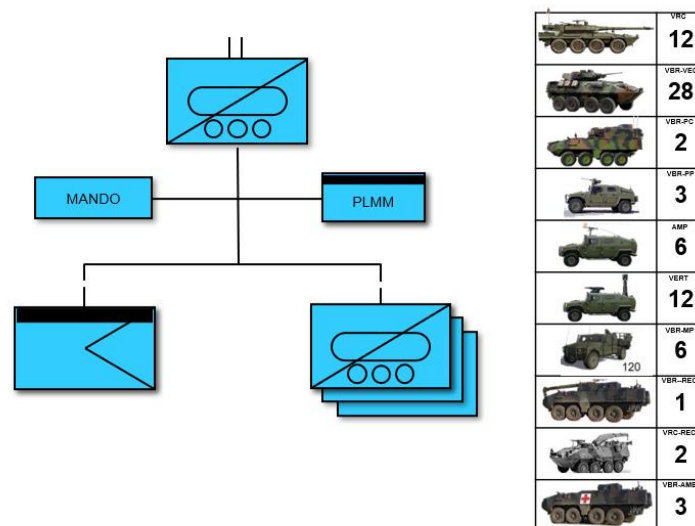 MANDO
PLMM
VRC
12
VBR-VEC
28
VBR-PC
2
VBR-PP
3
AMP
6
VERT
12
VBR-MP
6
120
VBR--REC
1
VRC-REC
2
VBR-AMB
3